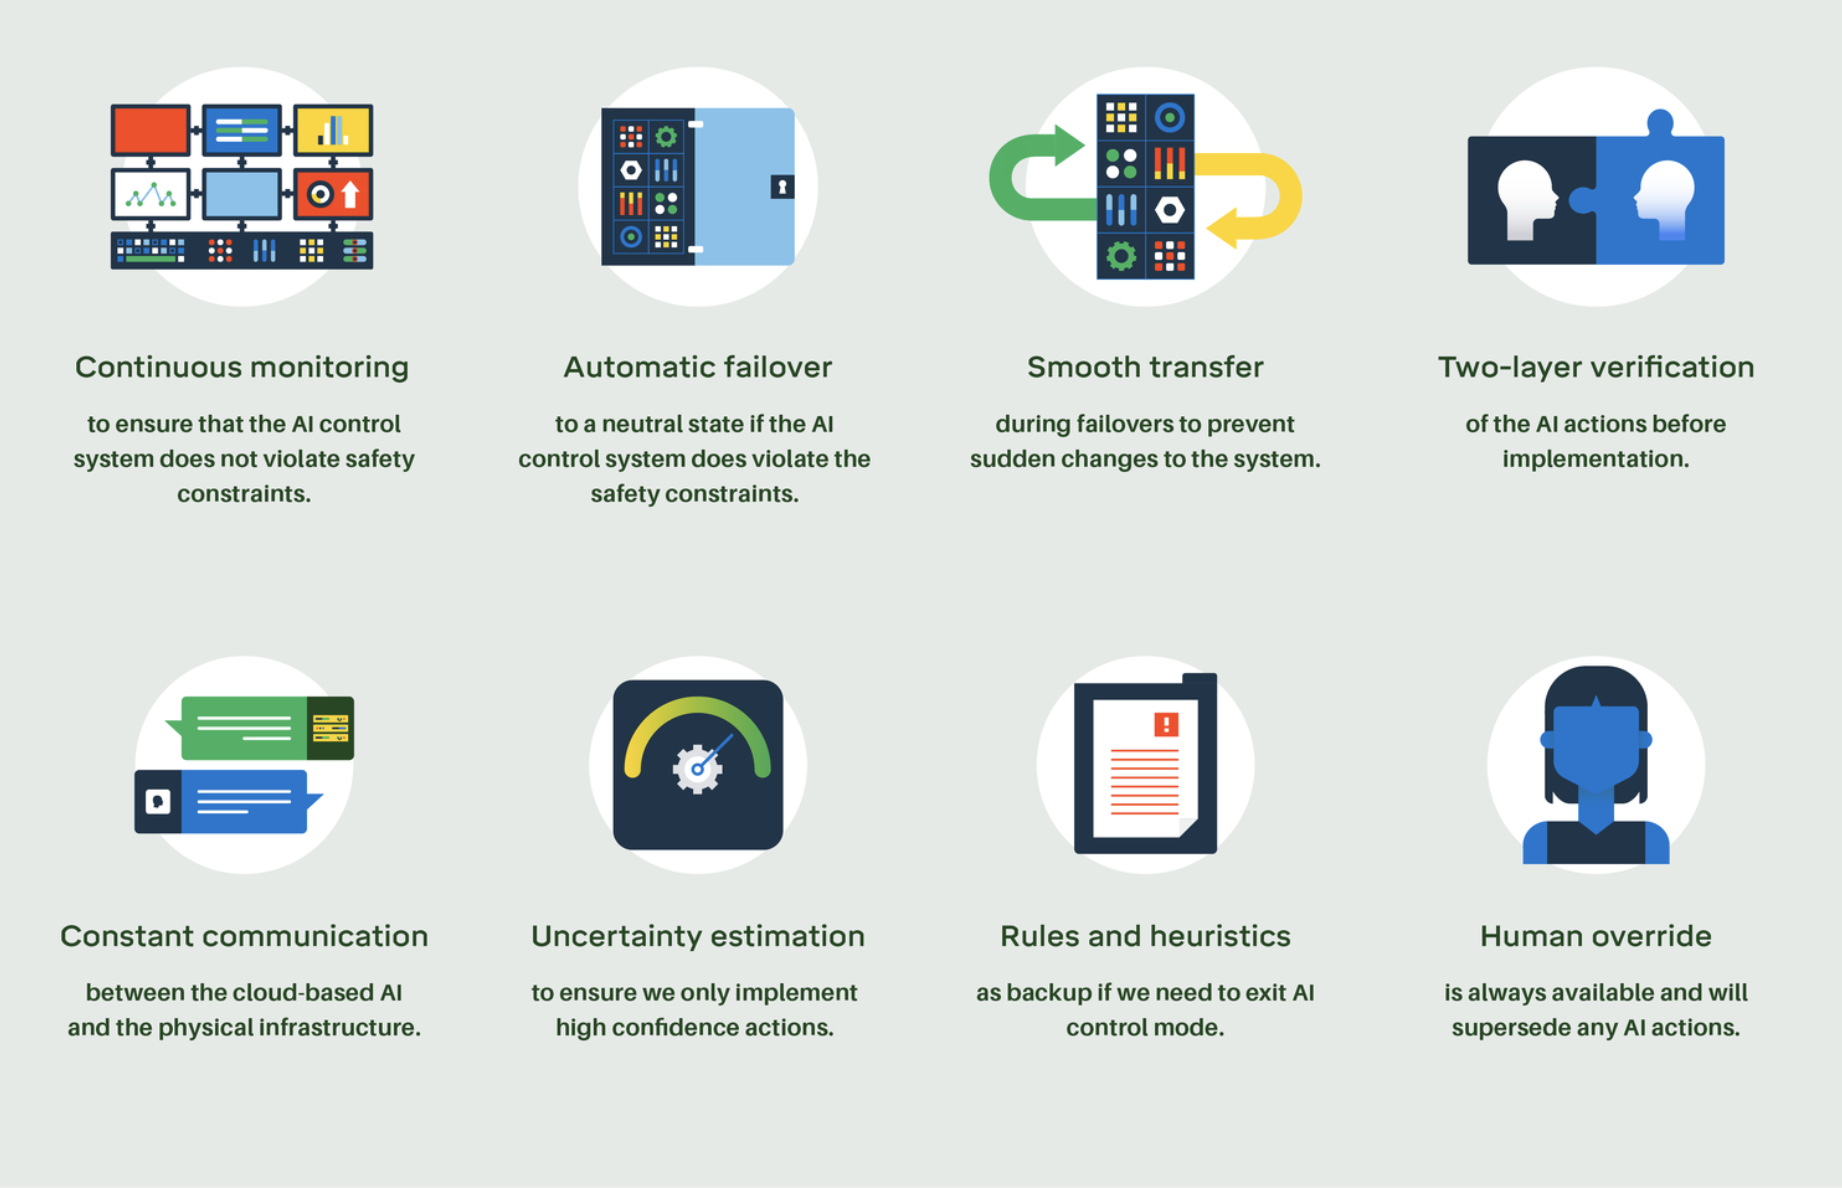 Continuous monitoring
to ensure that the AI control
system does not violate safety
constraints.
Automatic failover
to a neutral state if the AI
control system does violate the
safety constraints.
Smooth transfer
during failovers to prevent
sudden changes to the system.
Two-layer verification
of the AI actions before
implementation.
Constant communication
between the cloud-based AI
and the physical infrastructure.
Uncertainty estimation
to ensure we only implement
high confidence actions.
!
Rules and heuristics
as backup if we need to exit AI
control mode.
Human override
is always available and will
supersede any AI actions.